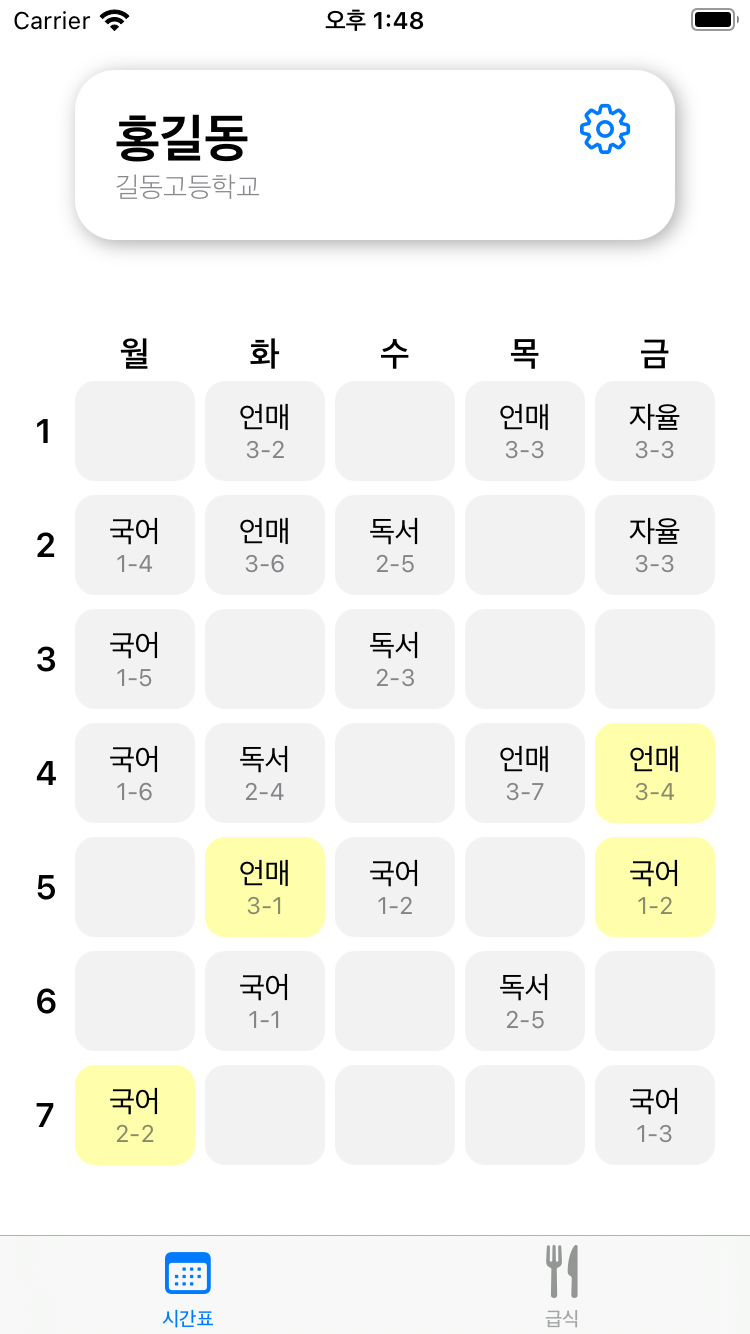 Carrier 오후 1:48
홍길동
길동고등학교
월 화 수 목 금
1 언매 언매 자율
3-2 3-3 3-3
2 국어 언매 독서 자율
1-4 3-6 2-5 3-3
3 국어 독서
1-5 2-3
4 국어 독서 언매 언매
1-6 2-4 3-7 3-4
5 언매 국어 국어
3-1 1-2 1-2
6 국어 독서
1-1 2-5
7 국어 국어
2-2 1-3
시간표 급식